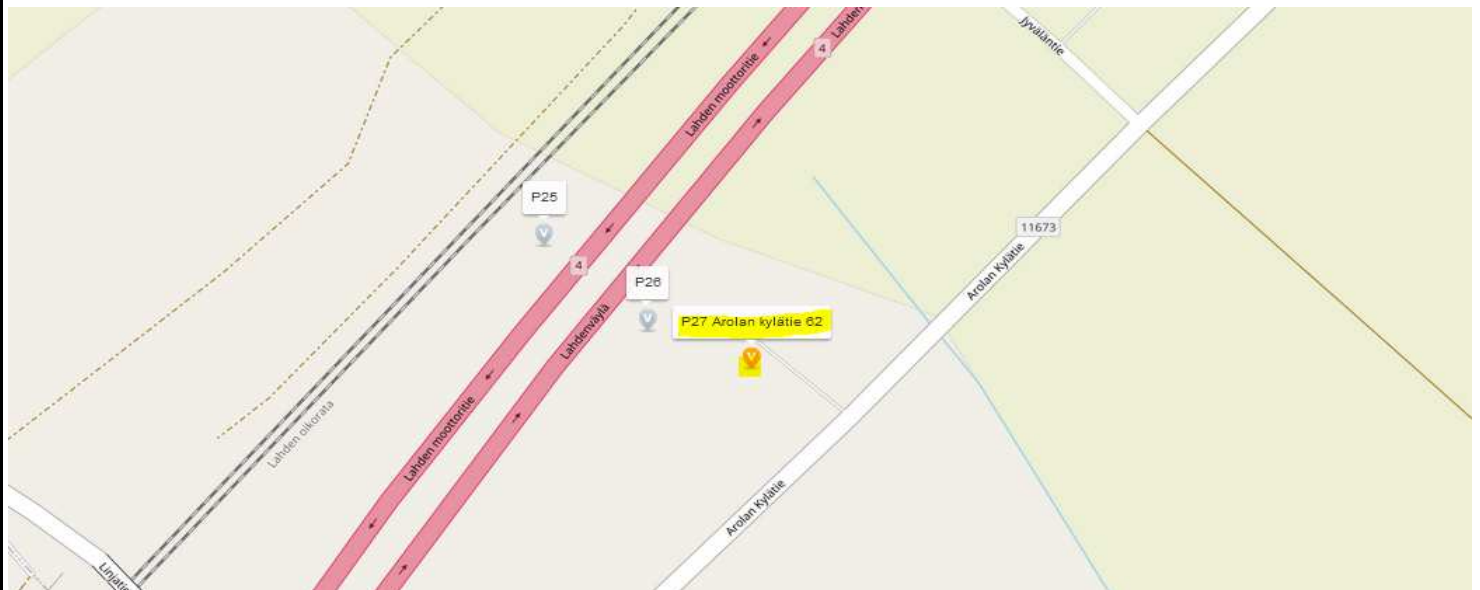 Jyväläntie
Lahden
4
Lahden moottoritie
P25
11673
4
Arolan Kylätie
P26
P27 Arolan kylätie 62
Lahdenväylä
Lahden moottoritie
Lahden oikorata
Arolan Kylätie
Linjatie
V
V
V